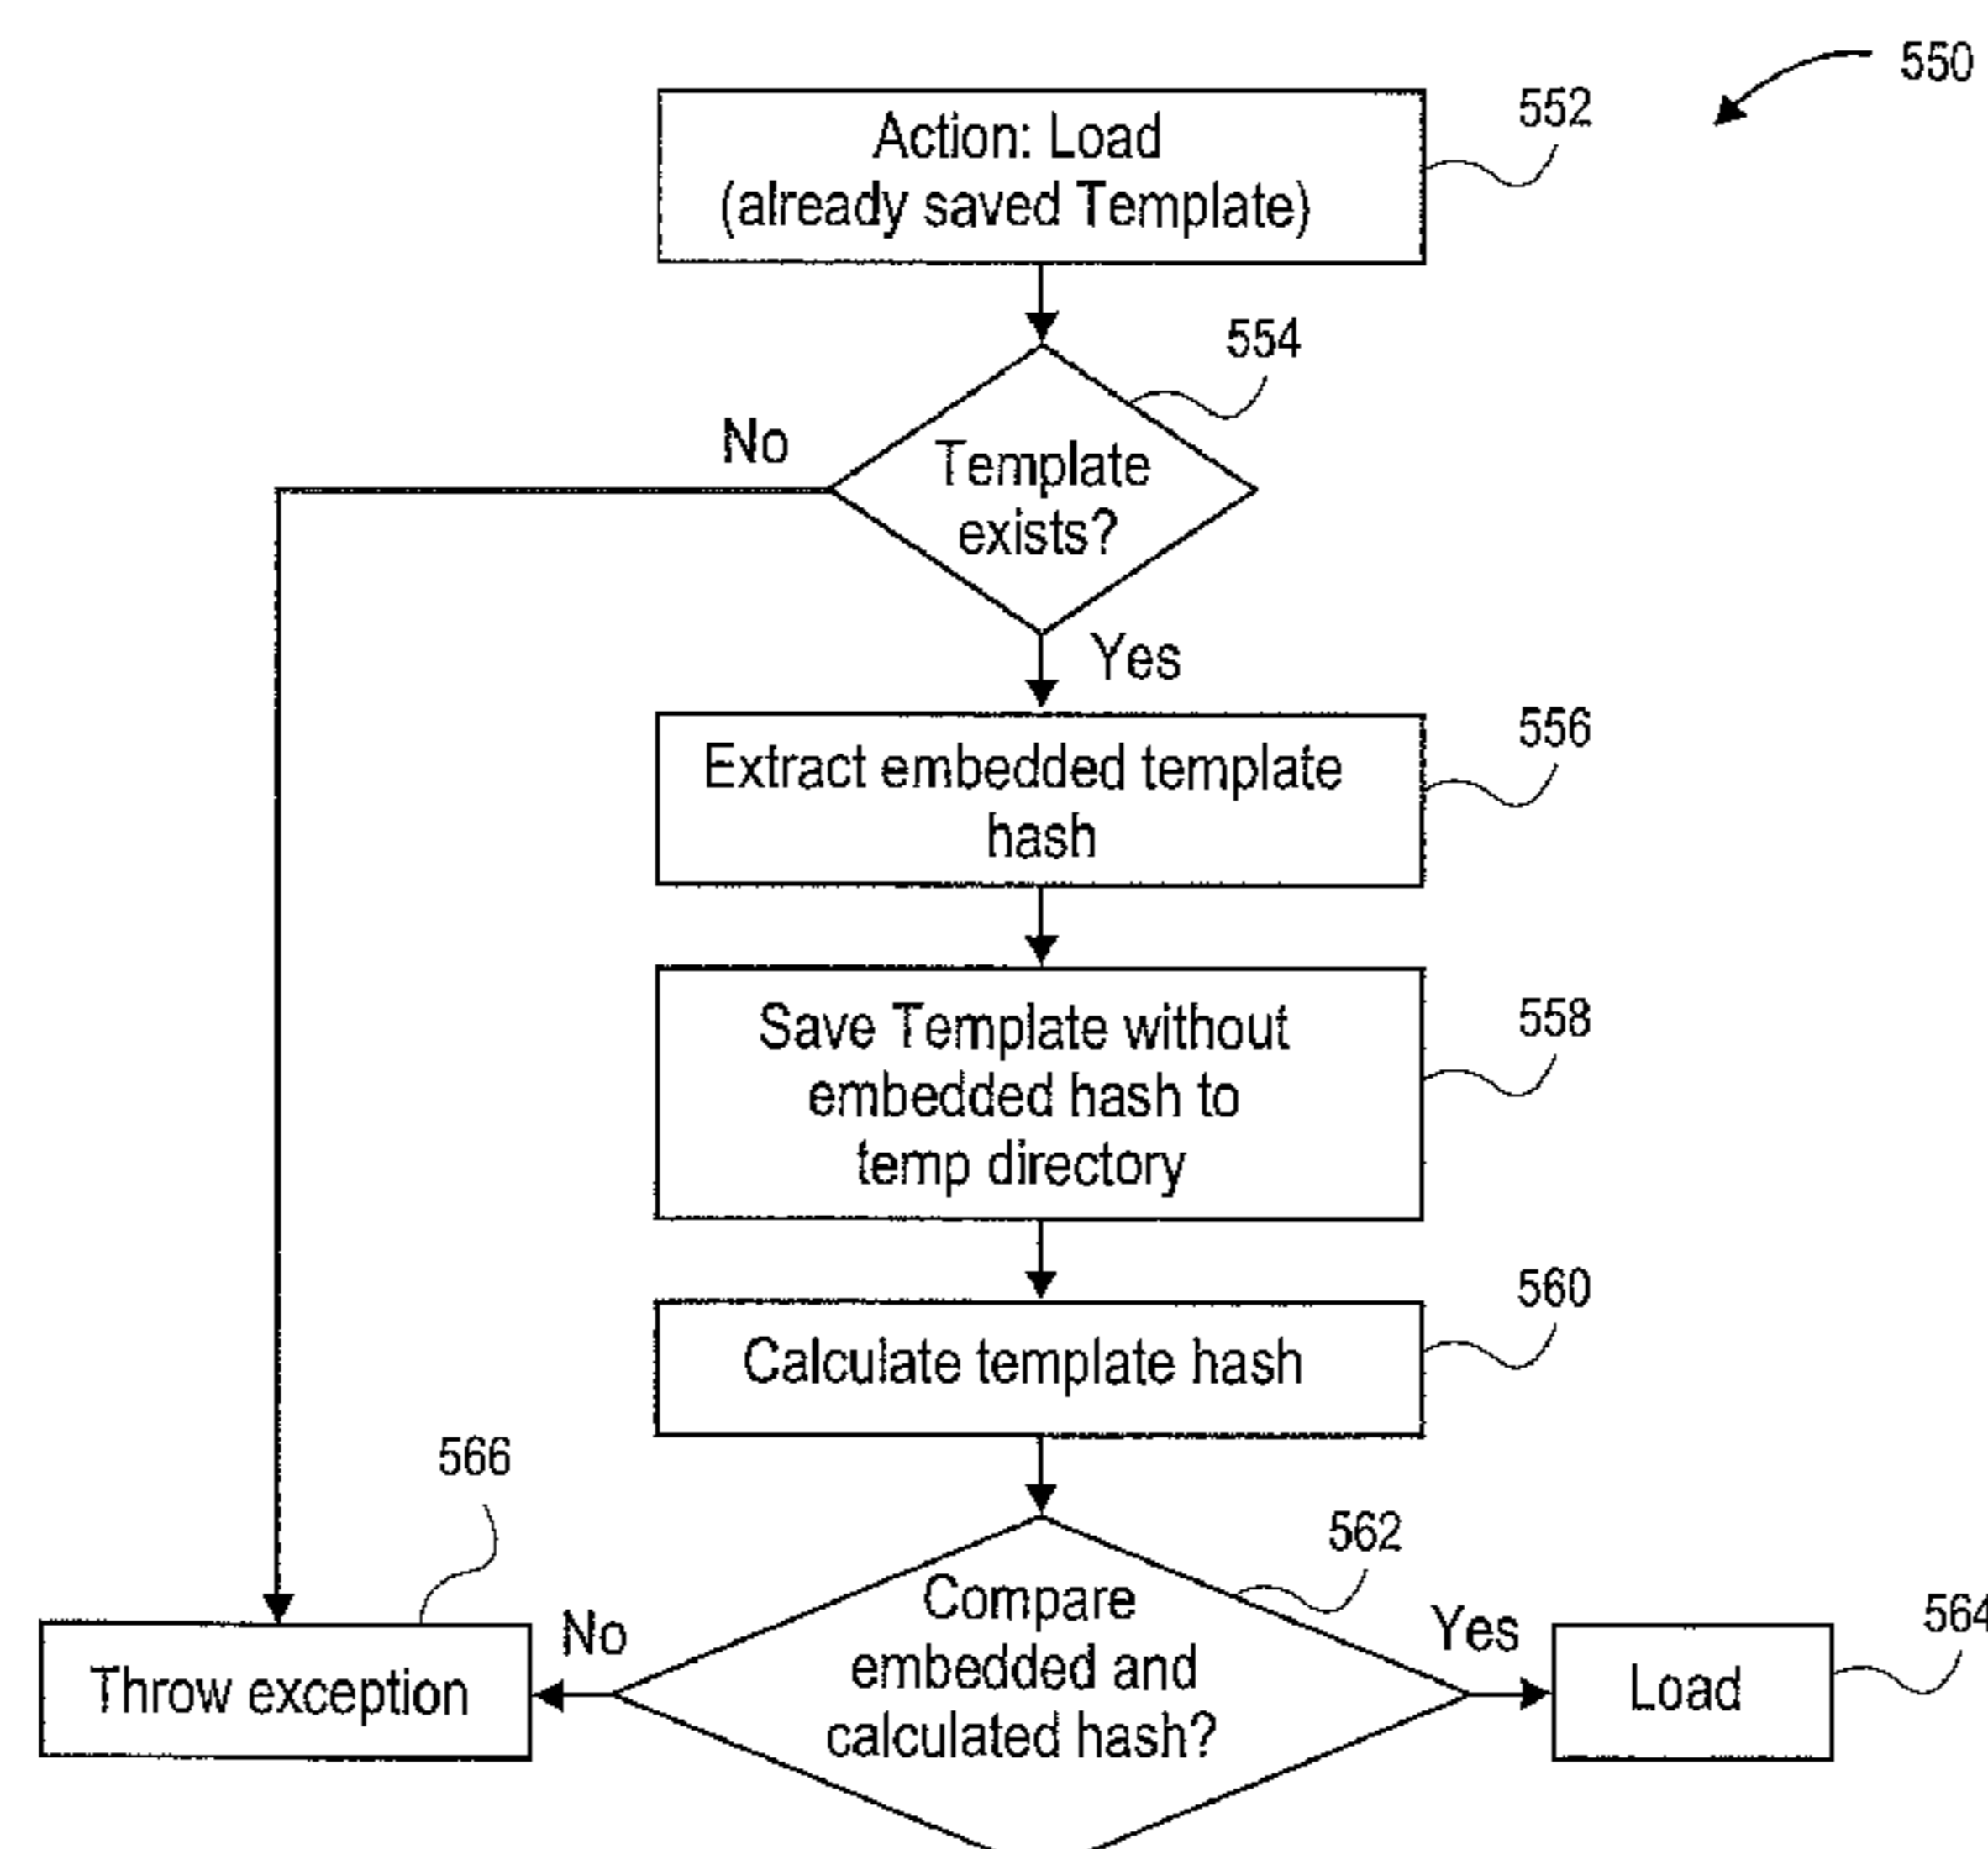 550
552
Action: Load
(already saved Template)
554
No
Template
exists?
Yes
556
Extract embedded template
hash
558
Save Template without
embedded hash to
temp directory
560
Calculate template hash
566
562
564
Throw exception
No
Compare
embedded and
calculated hash?
Yes
Load